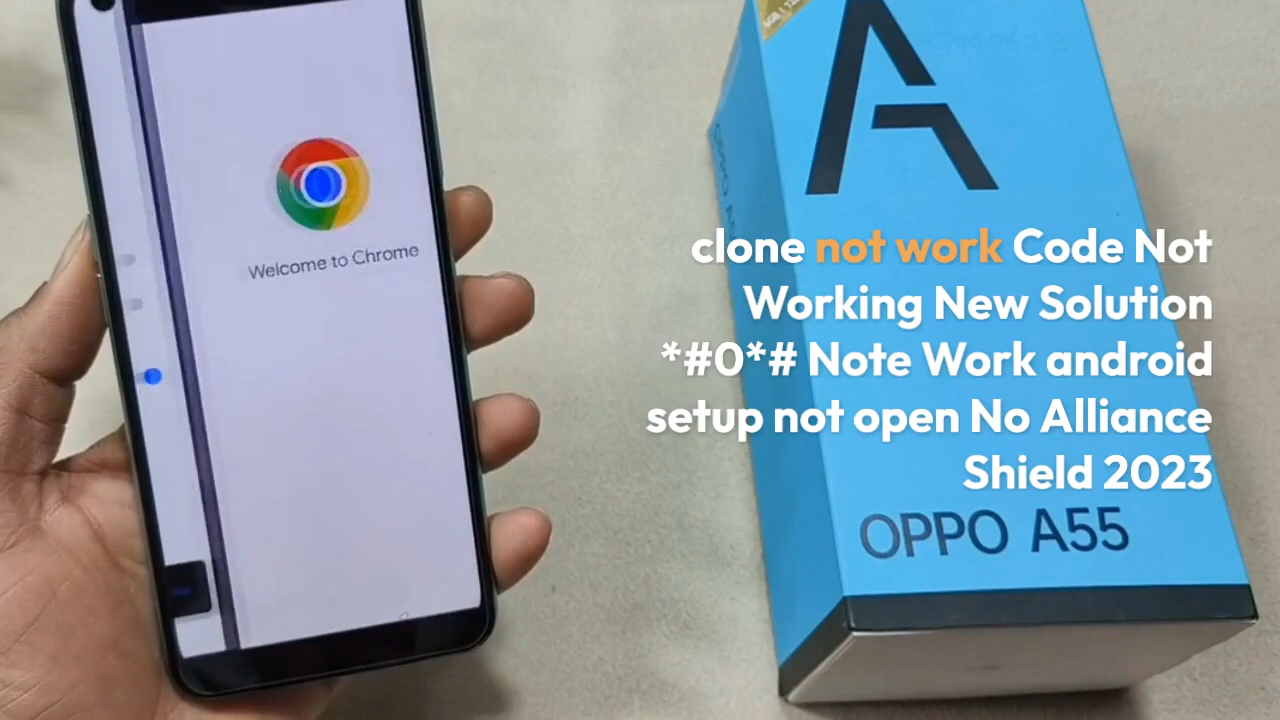 Welcome to Chrome
clone not work Code Not
Working New Solution
*#0*# Note Work android
setup not open No Alliance
Shield 2023
OPPO A55